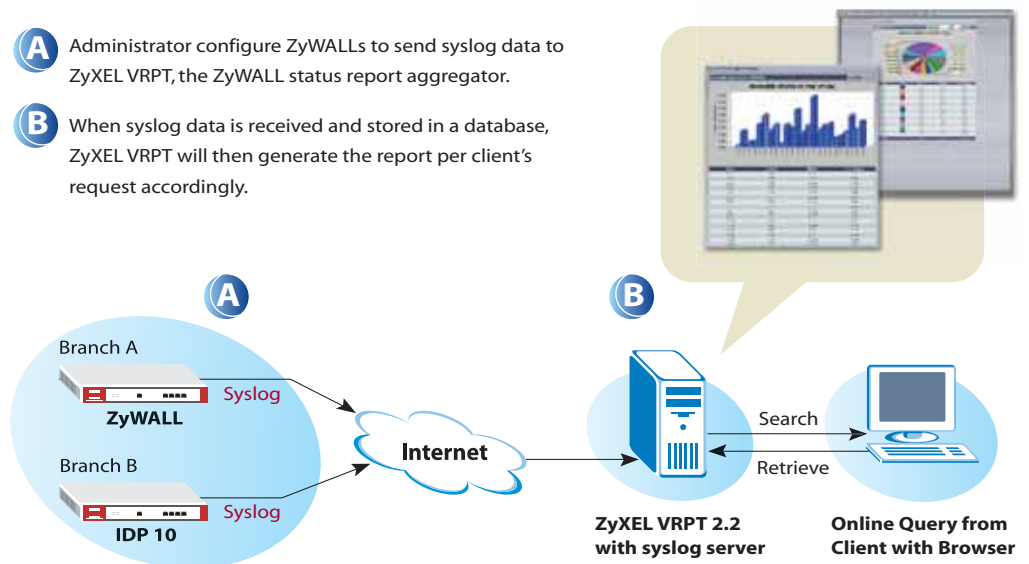 A
Administrator configure ZyWALLs to send syslog data to
ZyXEL VRPT, the ZyWALL status report aggregator.
B
When syslog data is received and stored in a database,
ZyXEL VRPT will then generate the report per client's
request accordingly.
A
B
Branch A
Syslog
ZyWALL
Branch B
Syslog
IDP 10
Internet
Search
Retrieve
ZyXEL VRPT 2.2
with syslog server
Online Query from
Client with Browser